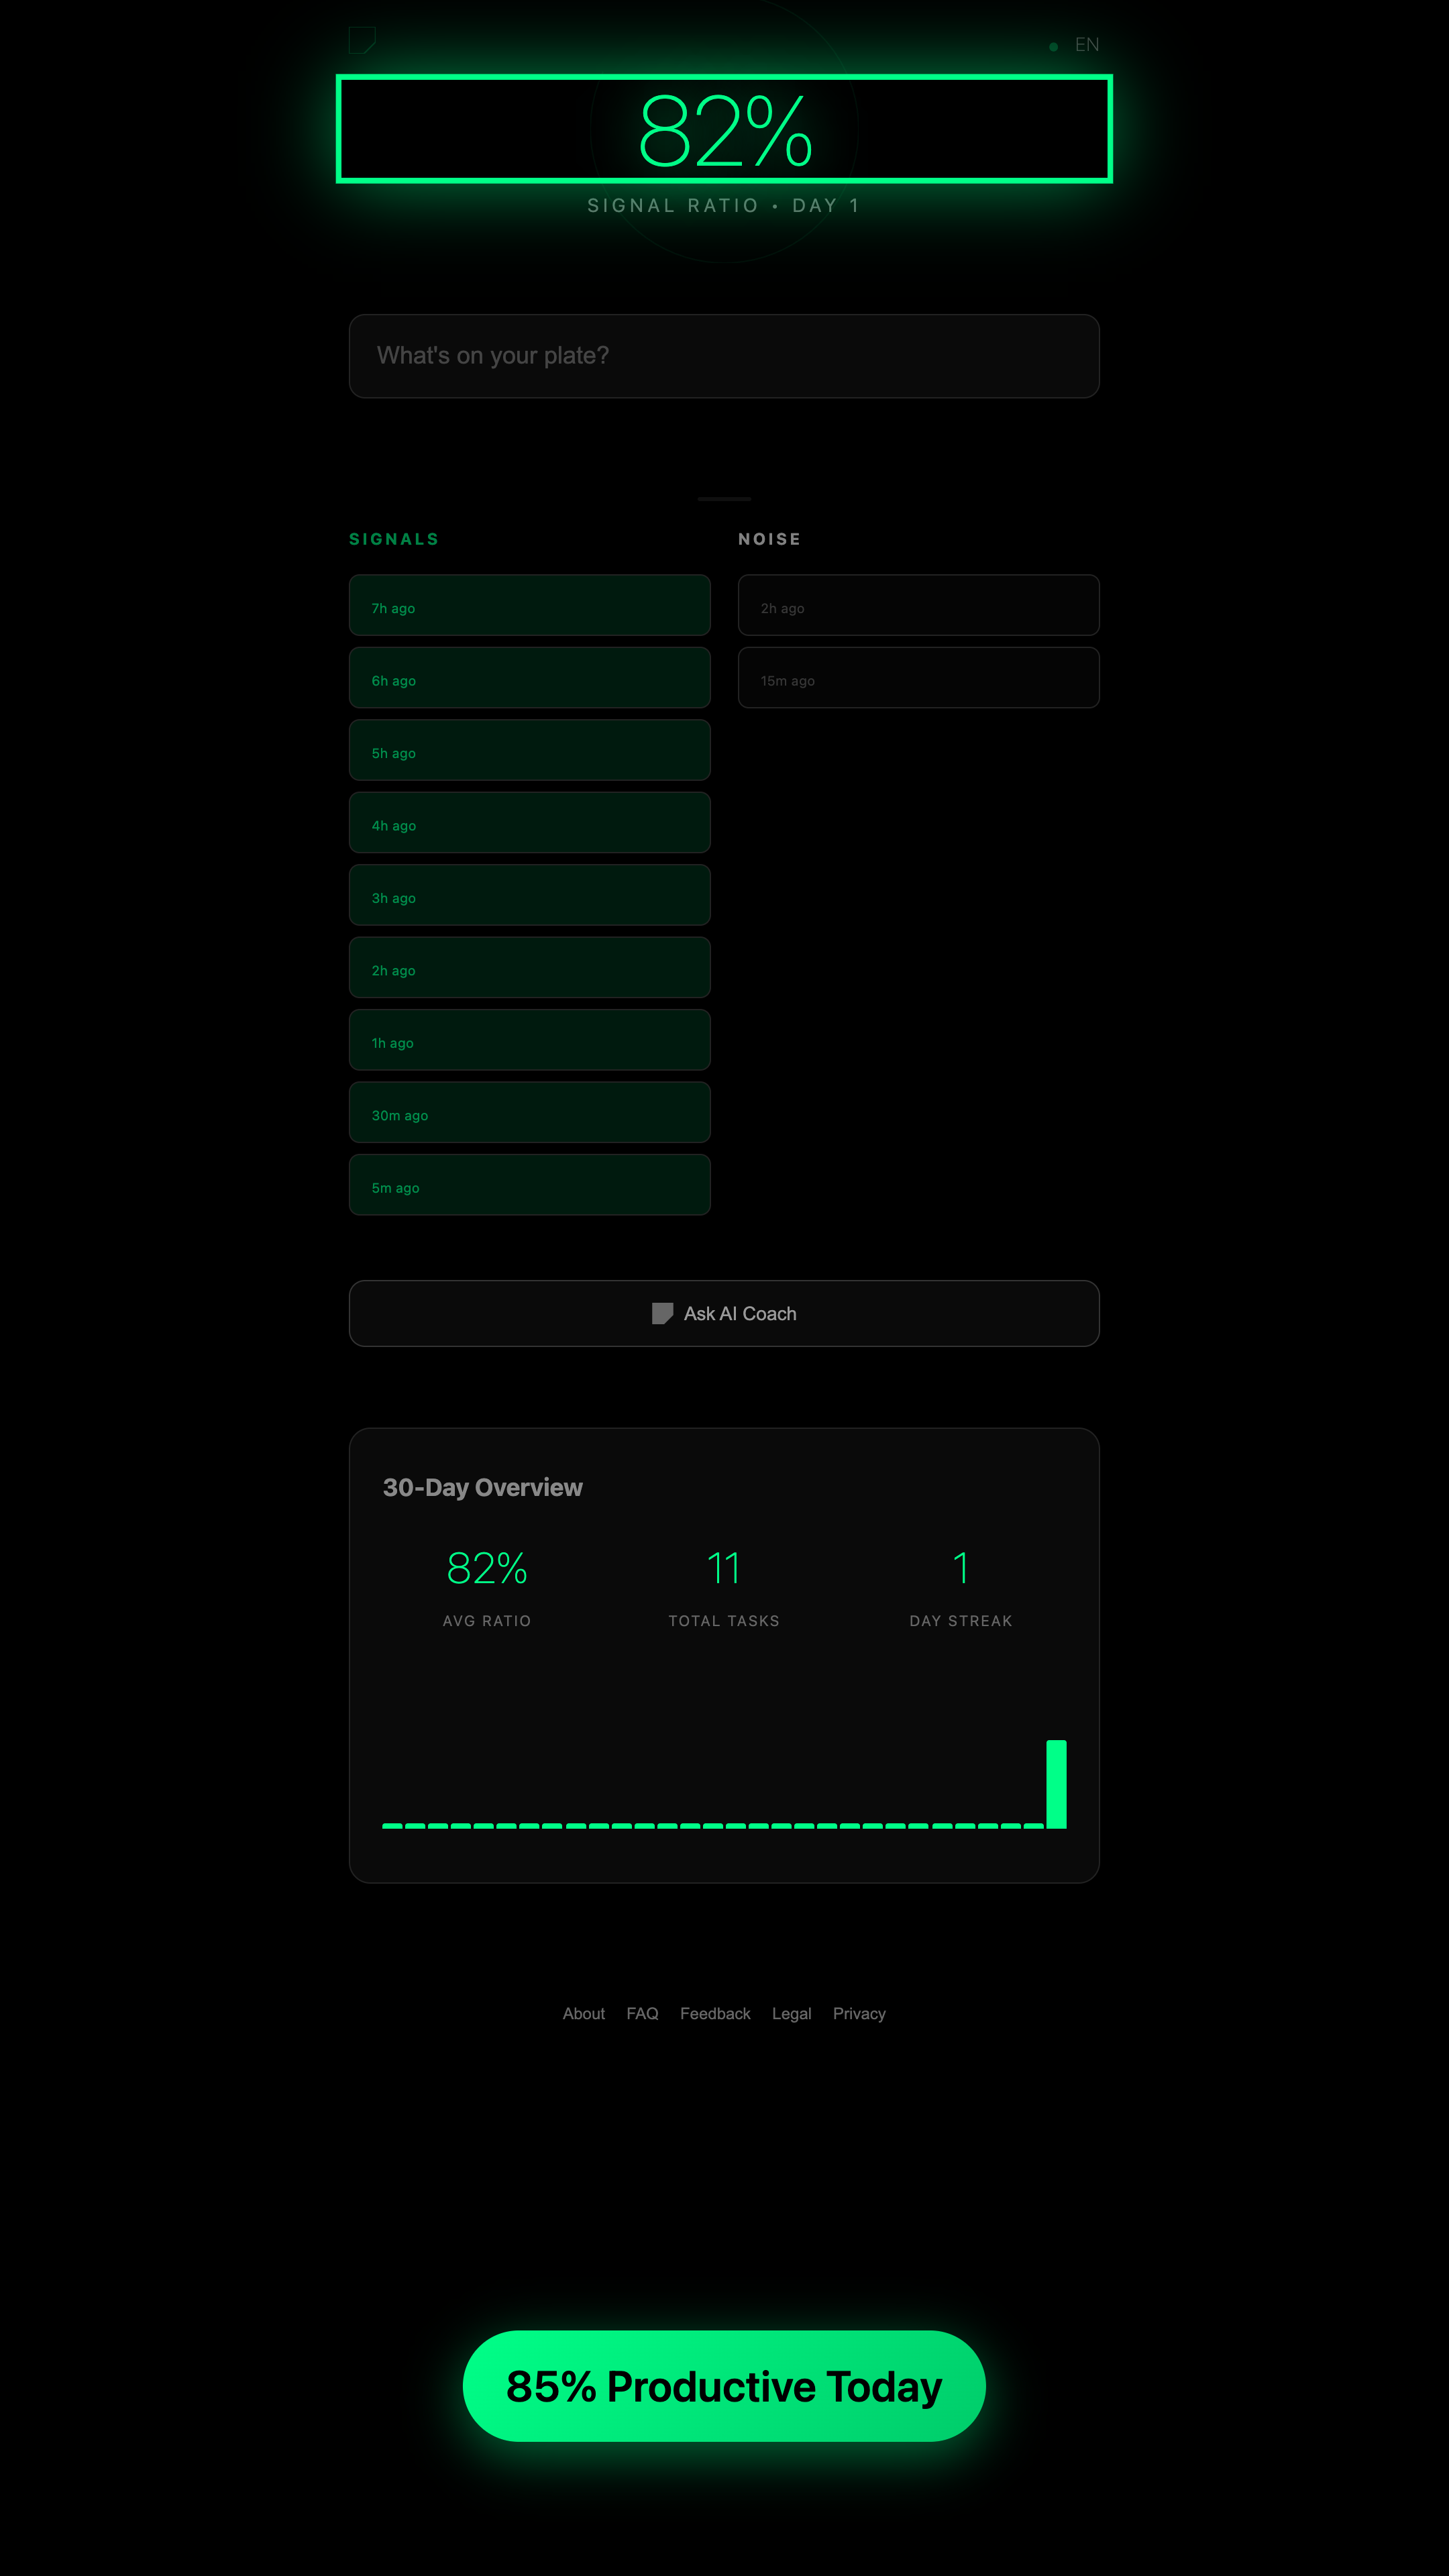 EN
82%
SIGNAL RATIO • DAY 1
What's on your plate?
SIGNALS
7h ago
6h ago
5h ago
4h ago
3h ago
2h ago
1h ago
30m ago
5m ago
NOISE
2h ago
15m ago
Ask AI Coach
30-Day Overview
82%
AVG RATIO
11
TOTAL TASKS
1
DAY STREAK
About FAQ Feedback Legal Privacy
85% Productive Today